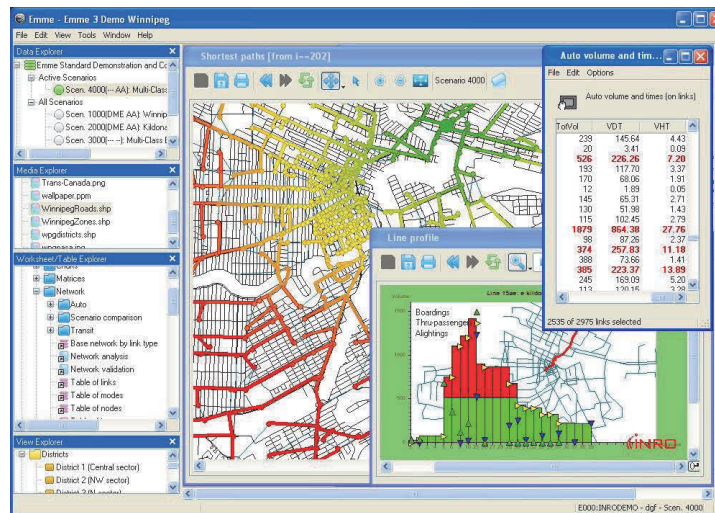 Emme - Emme 3 Demo Winnipeg
File Edit View Tools Window Help
Data Explorer
Emme Standard Demonstration and Co
Active Scenarios
Scen. 4000(--- AA): Multi-Class
All Scenarios
Scen. 1000(DME AA): Winnip
Scen. 2000(DME AA): Kildona
Scen. 3000(--- --): Multi-Class E
Media Explorer
Trans-Canada.png
wallpaper.ppm
WinnipegRoads.shp
WinnipegZones.shp
wpgdistricts.shp
Worksheet/Table Explorer
Matrices
Network
Auto
Scenario comparison
Transit
Base network by link type
Network analysis
Network validation
Table of links
Table of modes
Table of nodes
View Explorer
Districts
District 1 (Central sector)
District 2 (NW sector)
Shortest paths [from i--202]
Scenario 4000
Line profile
Boardings
Thru-passenger
Alightings
INRO
Auto volume and tim...
File Edit Options
Auto volume and times (on links)
TotVol VDT VHT
239 145.64 4.43
20 3.41 0.09
526 226.26 7.20
193 117.70 3.37
170 68.06 1.91
12 1.89 0.05
145 65.31 2.71
130 51.98 1.43
115 102.45 2.79
1879 864.38 27.76
98 87.26 2.37
374 257.83 11.18
388 73.66 1.41
385 223.37 13.89
245 169.09 5.20
113 120.15 3.28
2535 of 2975 links selected
E000:INRODEMO - dgf - Scen. 4000